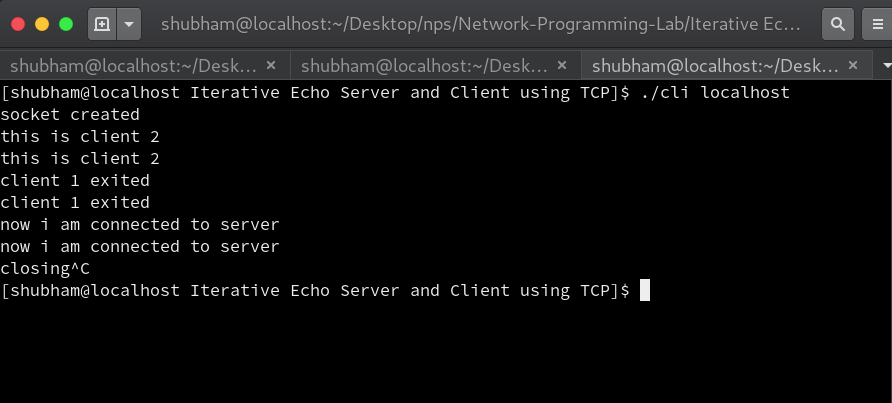 shubham@localhost:~/Desktop/nps/Network-Programming-Lab/Iterative Ec...
shubham@localhost:~/Desk... × shubham@localhost:~/Desk... × shubham@localhost:~/Desk... ×
[shubham@localhost Iterative Echo Server and Client using TCP]$ ./cli localhost
socket created
this is client 2
this is client 2
client 1 exited
client 1 exited
now i am connected to server
now i am connected to server
closing^C
[shubham@localhost Iterative Echo Server and Client using TCP]$